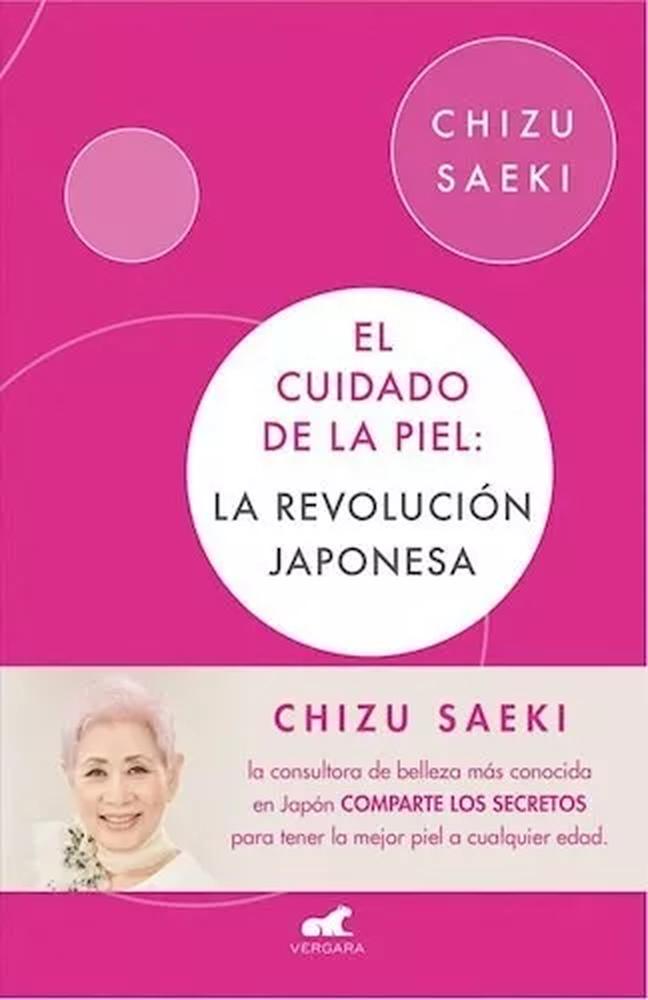 CHIZU
SAEKI
EL
CUIDADO
DE LA PIEL:
LA REVOLUCIÓN
JAPONESA
CHIZU SAEKI
la consultora de belleza más conocida
en Japón COMPARTE LOS SECRETOS
para tener la mejor piel a cualquier edad.
VERGARA